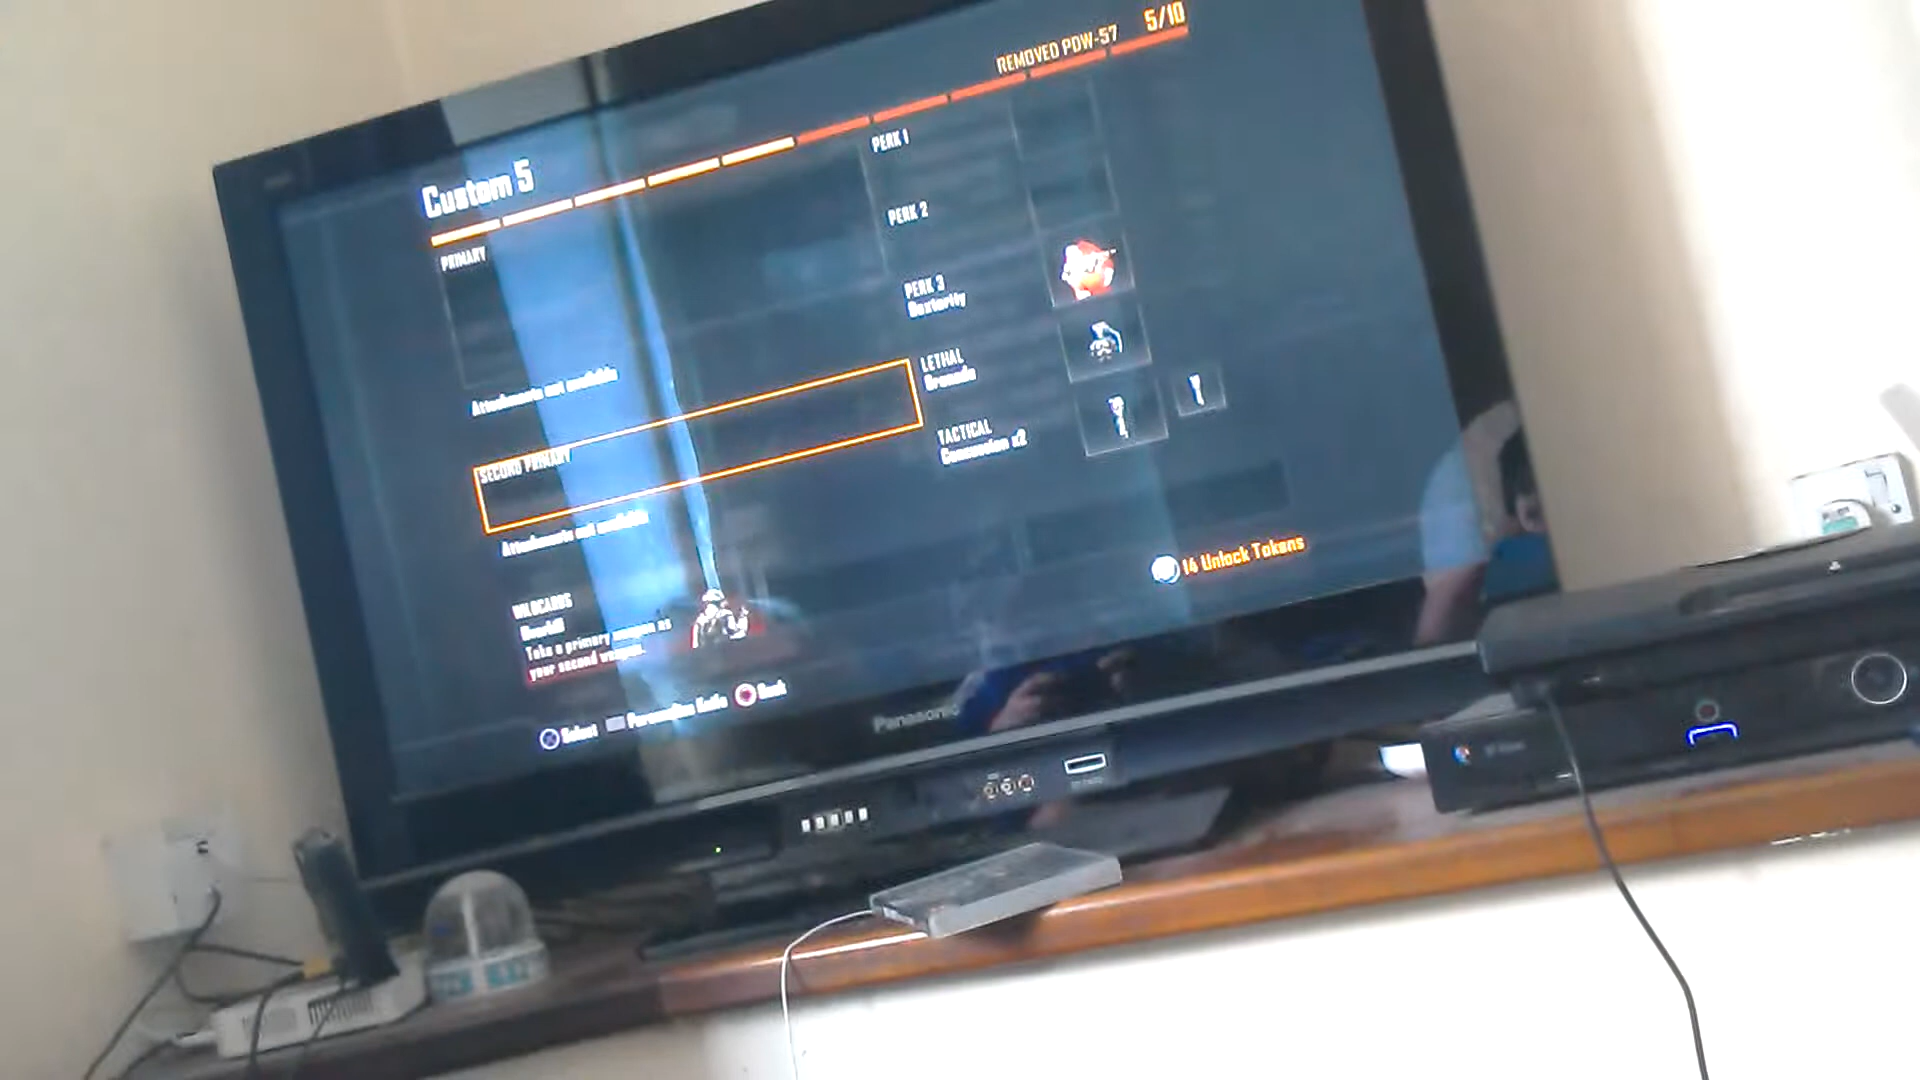 REMOVED PDW-57 5/10
Custom 5
PRIMARY
Attachments not available
SECOND PRIMARY
Attachments not available
WILDCARDS
Overkill
Take a primary weapon as
your second weapon.
PERK 1
PERK 2
PERK 3
Dexterity
LETHAL
Grenade
TACTICAL
Concussion x2
14 Unlock Tokens
Select Personalize Knife Back
Panasonic